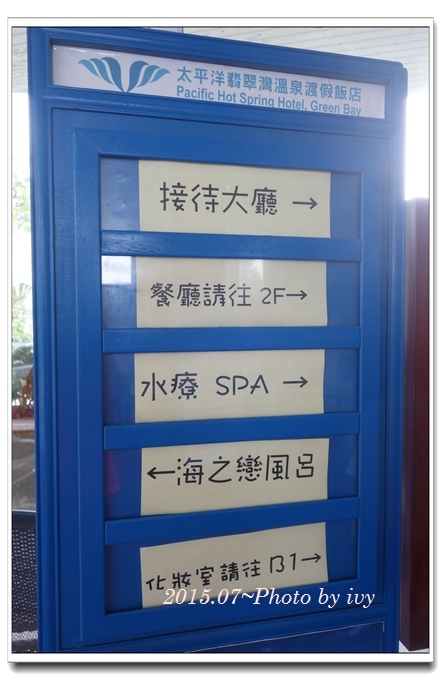 太平洋翡翠灣溫泉渡假飯店
Pacific Hot Spring Hotel. Green Bay
接待大廳 →
餐廳請往 2F→
水療 SPA →
←海之戀風呂
化妝室請往 B1→
2015.07~Photo by ivy